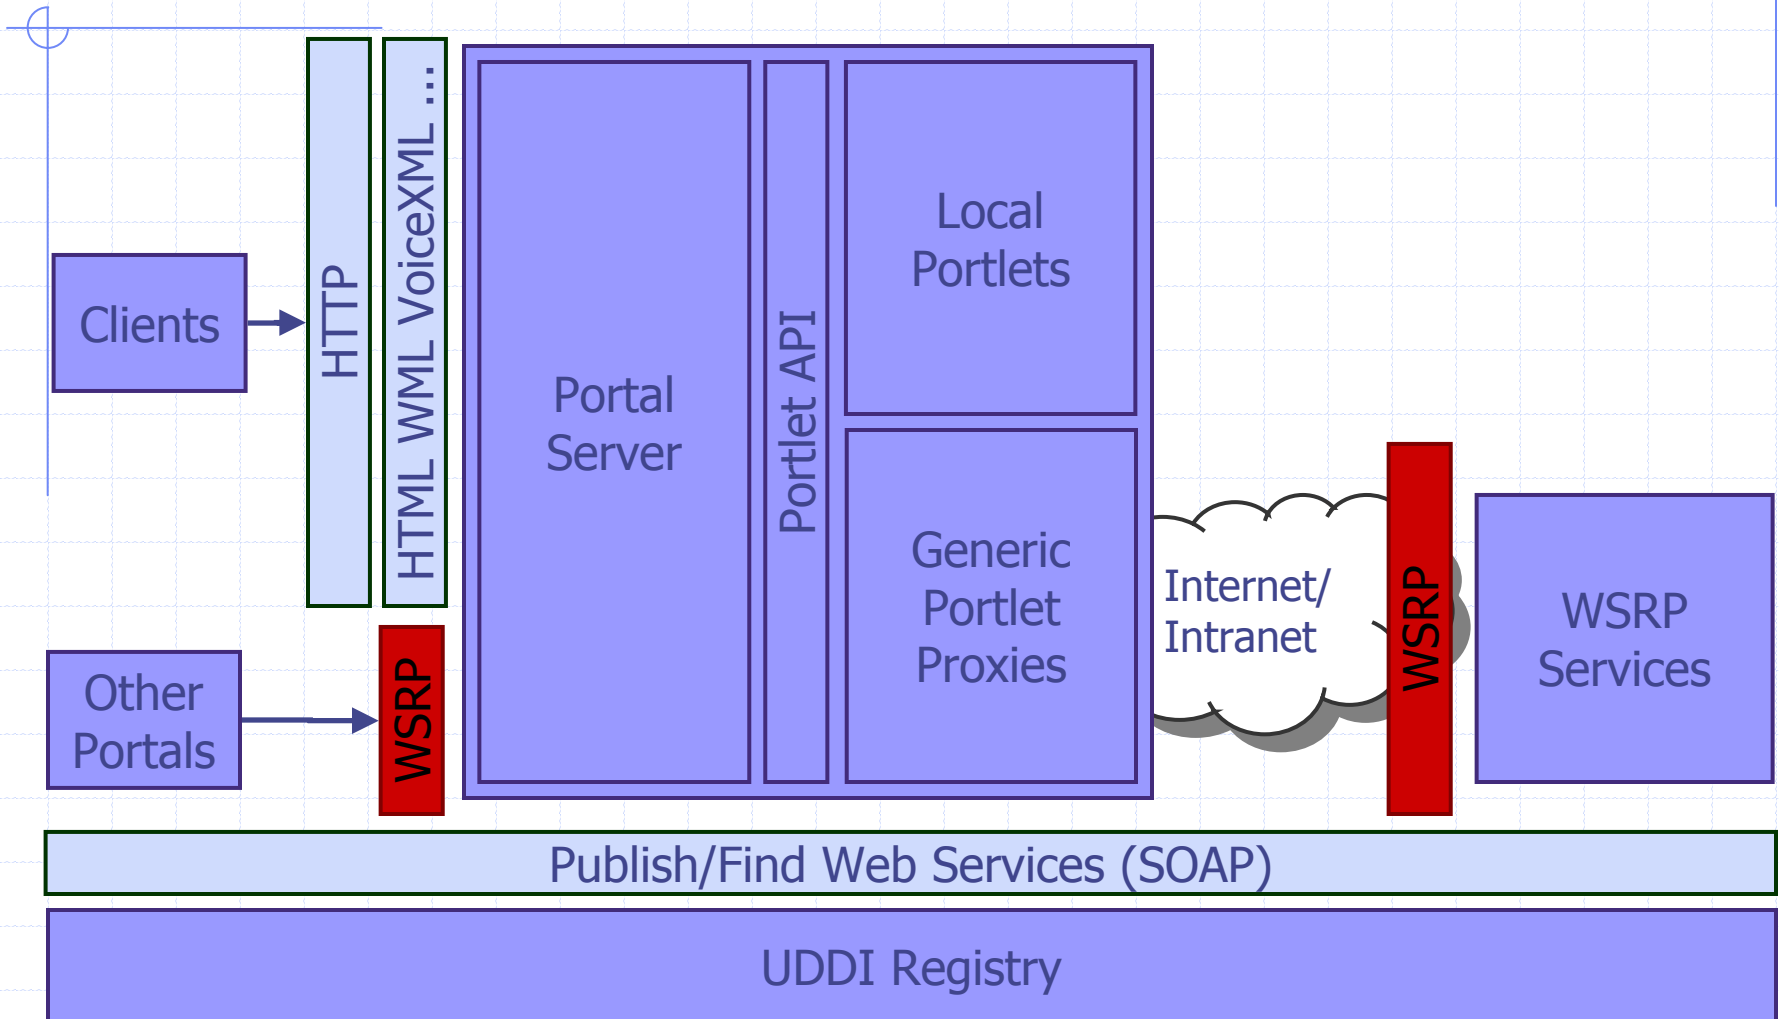 Clients
HTTP
HTML WML VoiceXML ...
Portal
Server
Portlet API
Local
Portlets
Generic
Portlet
Proxies
Internet/
Intranet
WSRP
WSRP
Services
Other
Portals
WSRP
Publish/Find Web Services (SOAP)
UDDI Registry